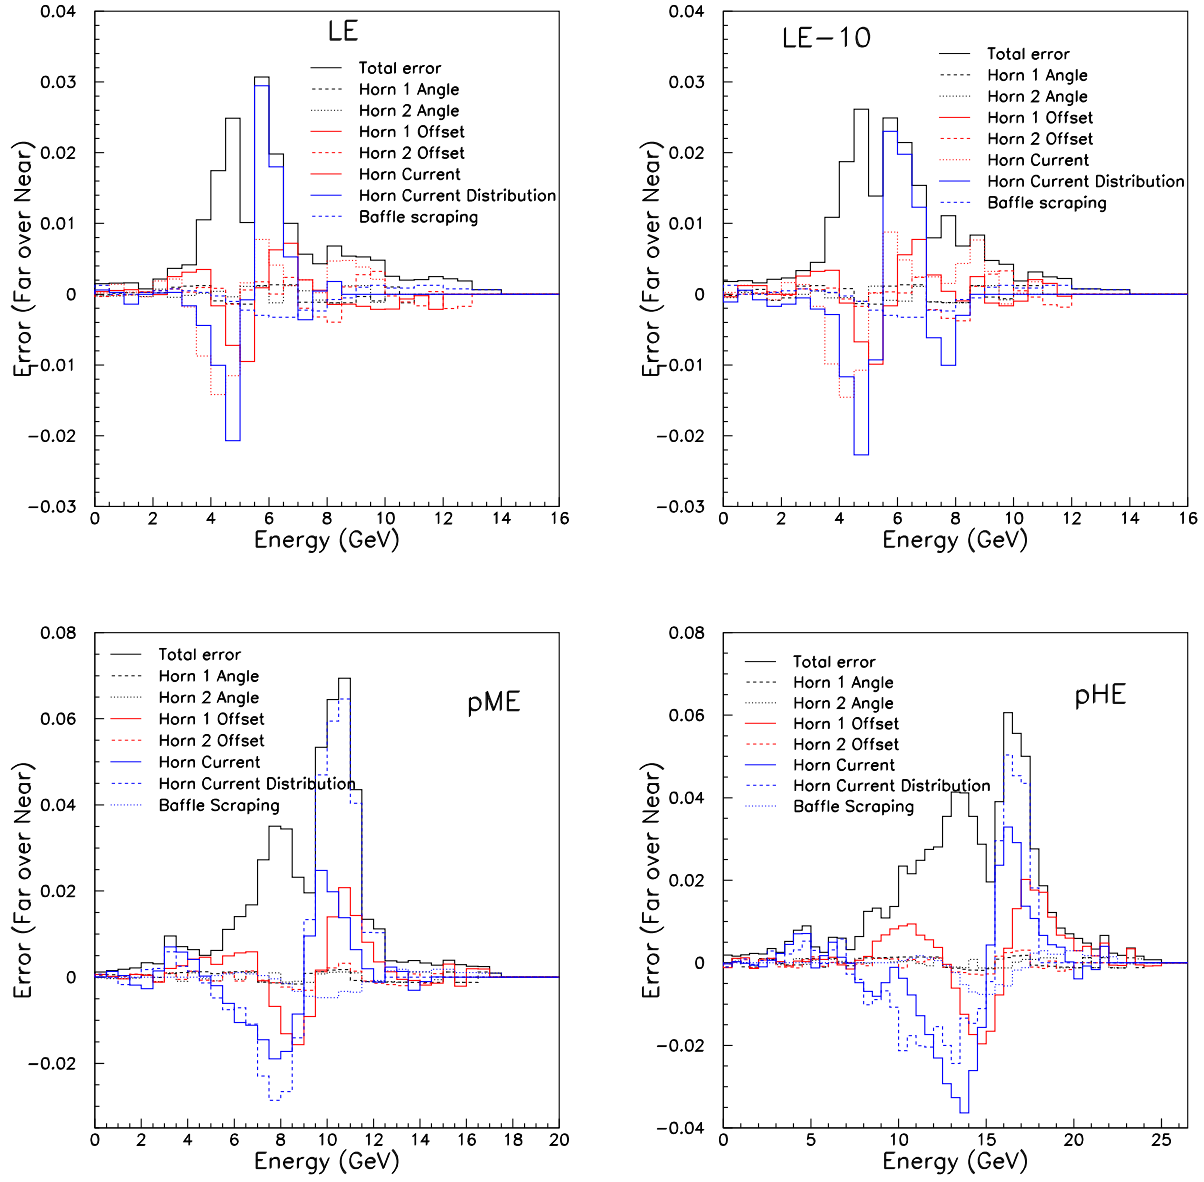 LE
Total error
Horn 1 Angle
Horn 2 Angle
Horn 1 Offset
Horn 2 Offset
Horn Current
Horn Current Distribution
Baffle scraping
Error (Far over Near)
0.04
0.03
0.02
0.01
0
−0.01
−0.02
−0.03
0 2 4 6 8 10 12 14 16
Energy (GeV)
LE−10
Total error
Horn 1 Angle
Horn 2 Angle
Horn 1 Offset
Horn 2 Offset
Horn Current
Horn Current Distribution
Baffle scraping
Error (Far over Near)
0.04
0.03
0.02
0.01
0
−0.01
−0.02
−0.03
0 2 4 6 8 10 12 14 16
Energy (GeV)
pME
Total error
Horn 1 Angle
Horn 2 Angle
Horn 1 Offset
Horn 2 Offset
Horn Current
Horn Current Distribution
Baffle Scraping
Error (Far over Near)
0.08
0.06
0.04
0.02
0
−0.02
0 2 4 6 8 10 12 14 16 18 20
Energy (GeV)
pHE
Total error
Horn 1 Angle
Horn 2 Angle
Horn 1 Offset
Horn 2 Offset
Horn Current
Horn Current Distribution
Baffle Scraping
Error (Far over Near)
0.08
0.06
0.04
0.02
0
−0.02
−0.04
0 5 10 15 20 25
Energy (GeV)